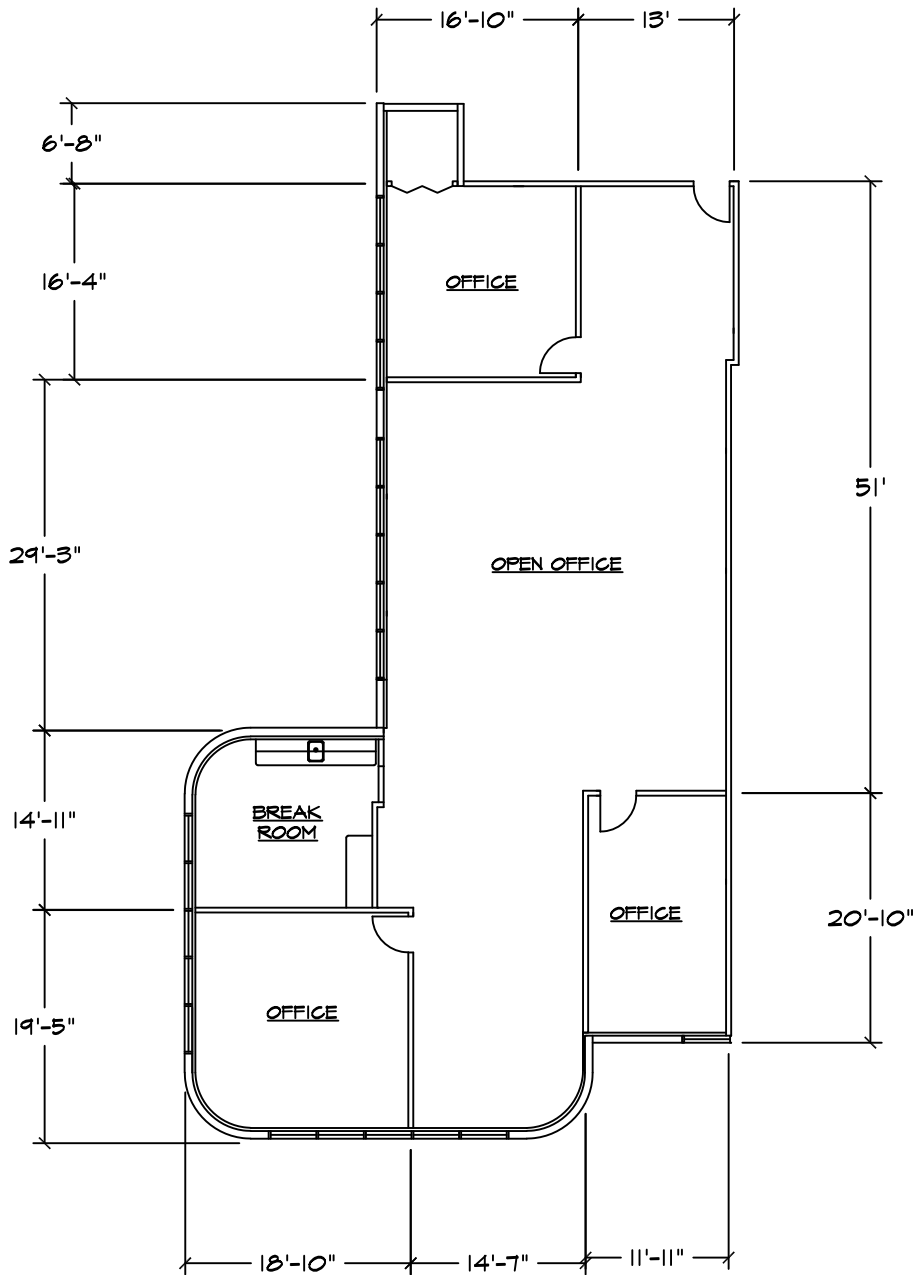 16'-10"
13'
6'-8"
16'-4"
OFFICE
51'
29'-3"
OPEN OFFICE
14'-11"
BREAK
ROOM
OFFICE
20'-10"
19'-5"
OFFICE
18'-10"
14'-7"
11'-11"